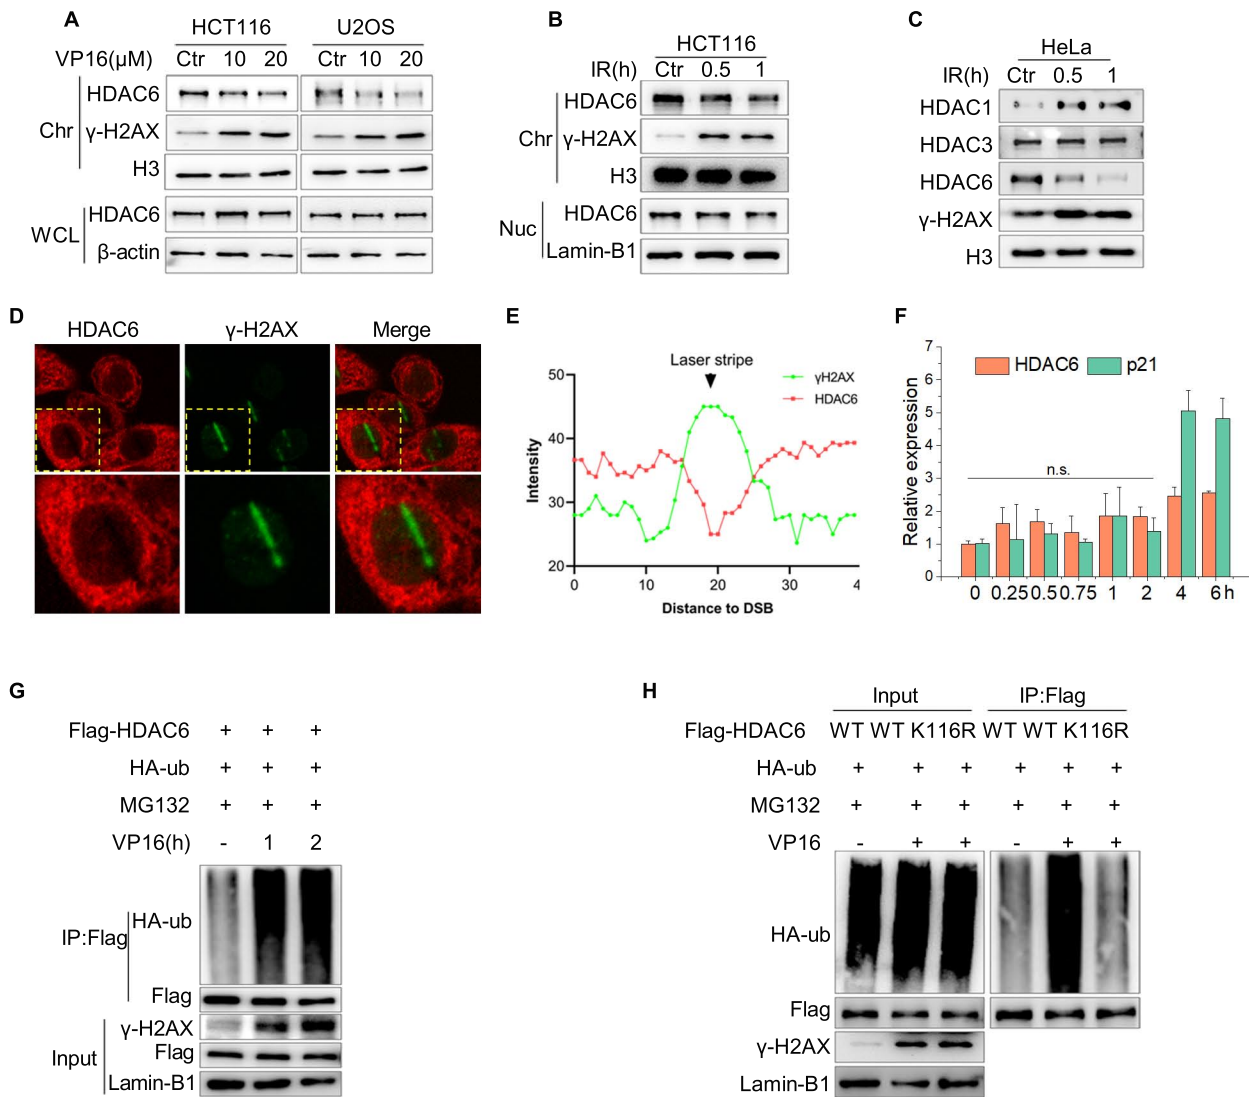 A
HCT116
U2OS
VP16(μM)
Ctr 10 20
Ctr 10 20
Chr
HDAC6
γ-H2AX
H3
WCL
HDAC6
β-actin
B
HCT116
IR(h) Ctr 0.5 1
Chr
HDAC6
γ-H2AX
H3
Nuc
HDAC6
Lamin-B1
C
HeLa
IR(h) Ctr 0.5 1
HDAC1
HDAC3
HDAC6
γ-H2AX
H3
D
HDAC6 γ-H2AX Merge
E
Laser stripe
γH2AX
HDAC6
Intensity
50
40
30
20
0 10 20 30 4
Distance to DSB
F
HDAC6 p21
n.s.
Relative expression
7
6
5
4
3
2
1
0
0 0.25 0.5 0.75 1 2 4 6 h
G
Flag-HDAC6 + + +
HA-ub + + +
MG132 + + +
VP16(h) - 1 2
IP:Flag
HA-ub
Flag
Input
γ-H2AX
Flag
Lamin-B1
H
Input IP:Flag
Flag-HDAC6 WT WT K116R WT WT K116R
HA-ub + + + + + +
MG132 + + + + + +
VP16 - + + - + +
HA-ub
Flag
γ-H2AX
Lamin-B1